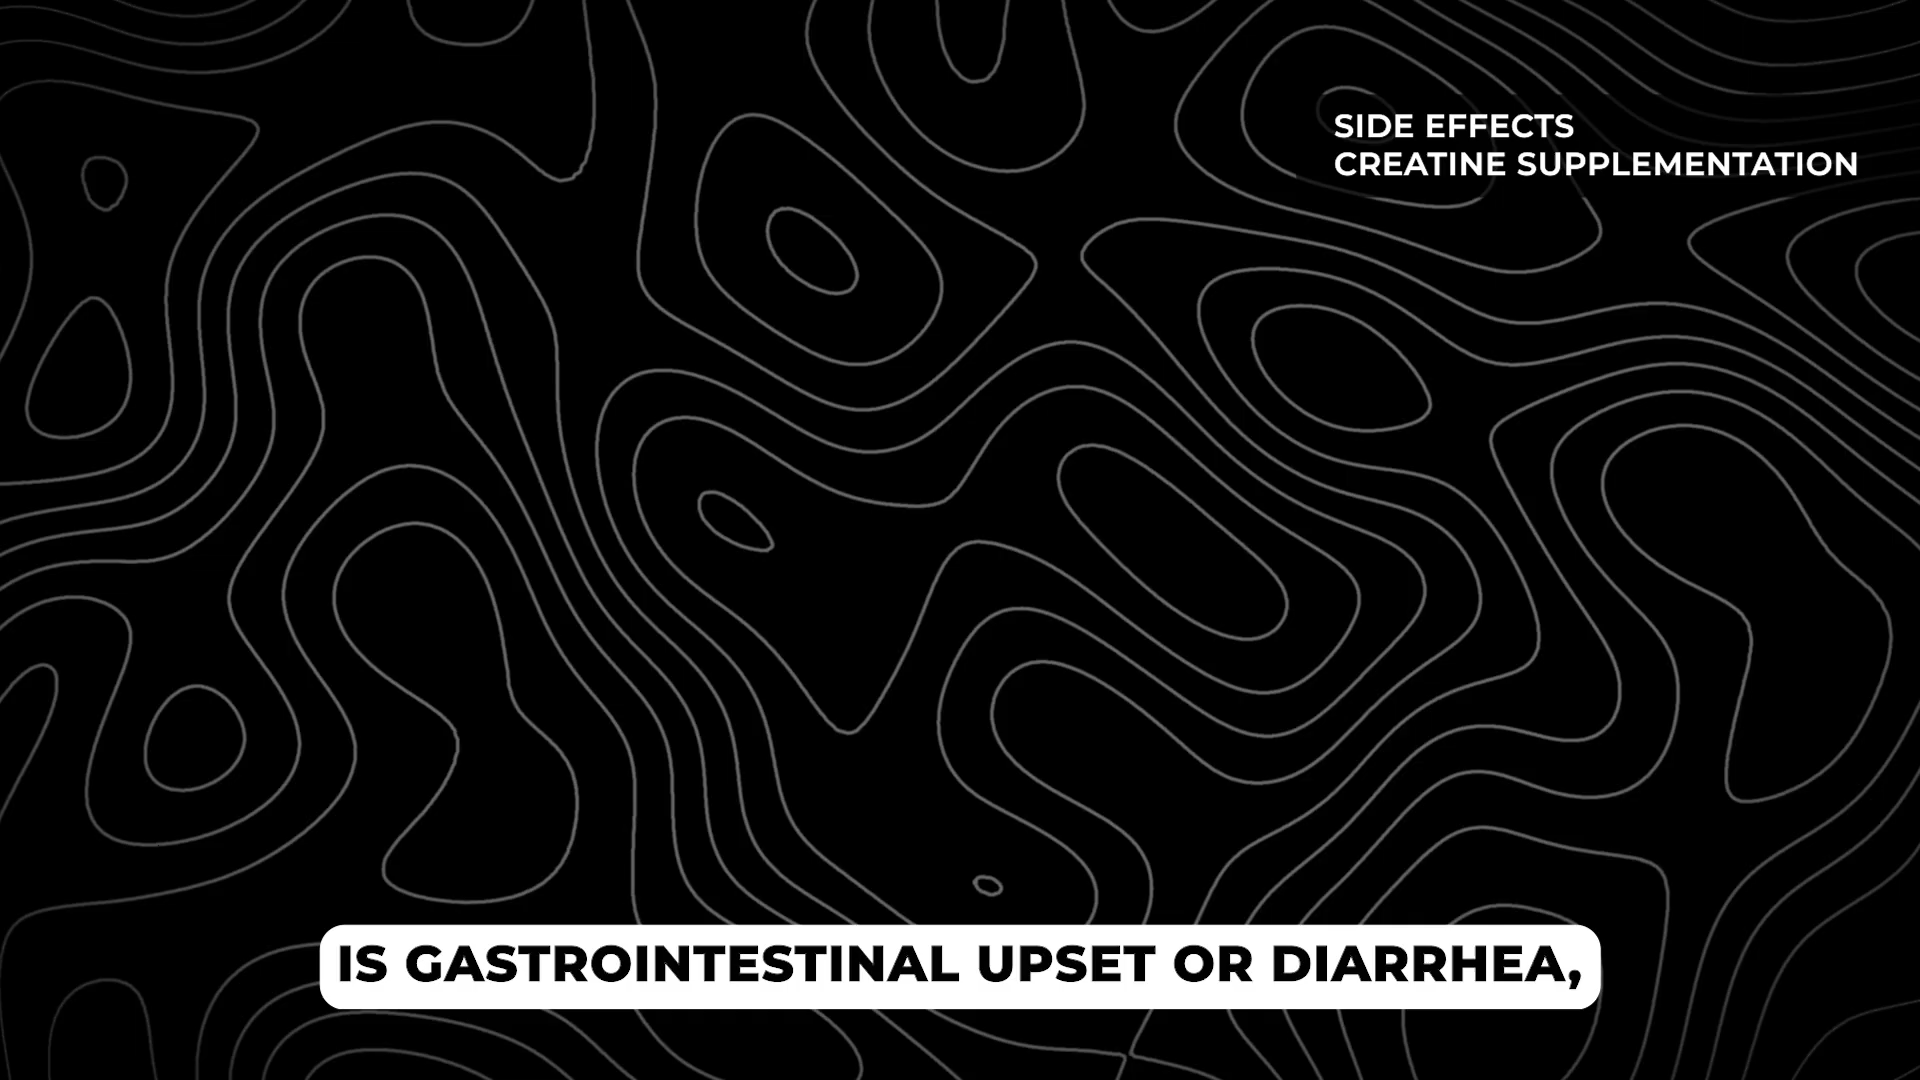 SIDE EFFECTS
CREATINE SUPPLEMENTATION
IS GASTROINTESTINAL UPSET OR DIARRHEA,